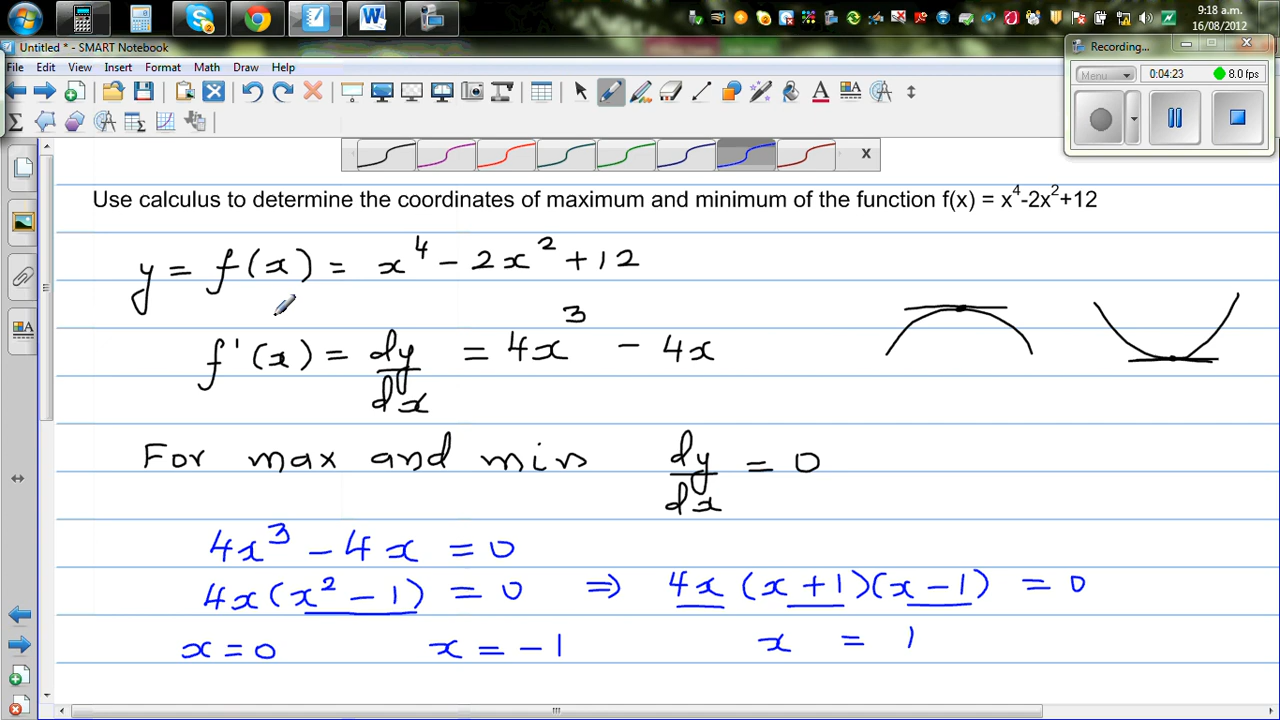 9:18 a.m.
16/08/2012
Untitled * - SMART Notebook
Recording...
File Edit View Insert Format Math Draw Help
Menu
0:04:23
8.0 fps
x
Use calculus to determine the coordinates of maximum and minimum of the function f(x) = x⁴-2x²+12
y = f(x) = x⁴ - 2x² + 12
f'(x) = dy/dx = 4x³ - 4x
For max and min dy/dx = 0
4x³ - 4x = 0
4x(x² - 1) = 0 ⇒ 4x(x + 1)(x - 1) = 0
x = 0 x = -1 x = 1